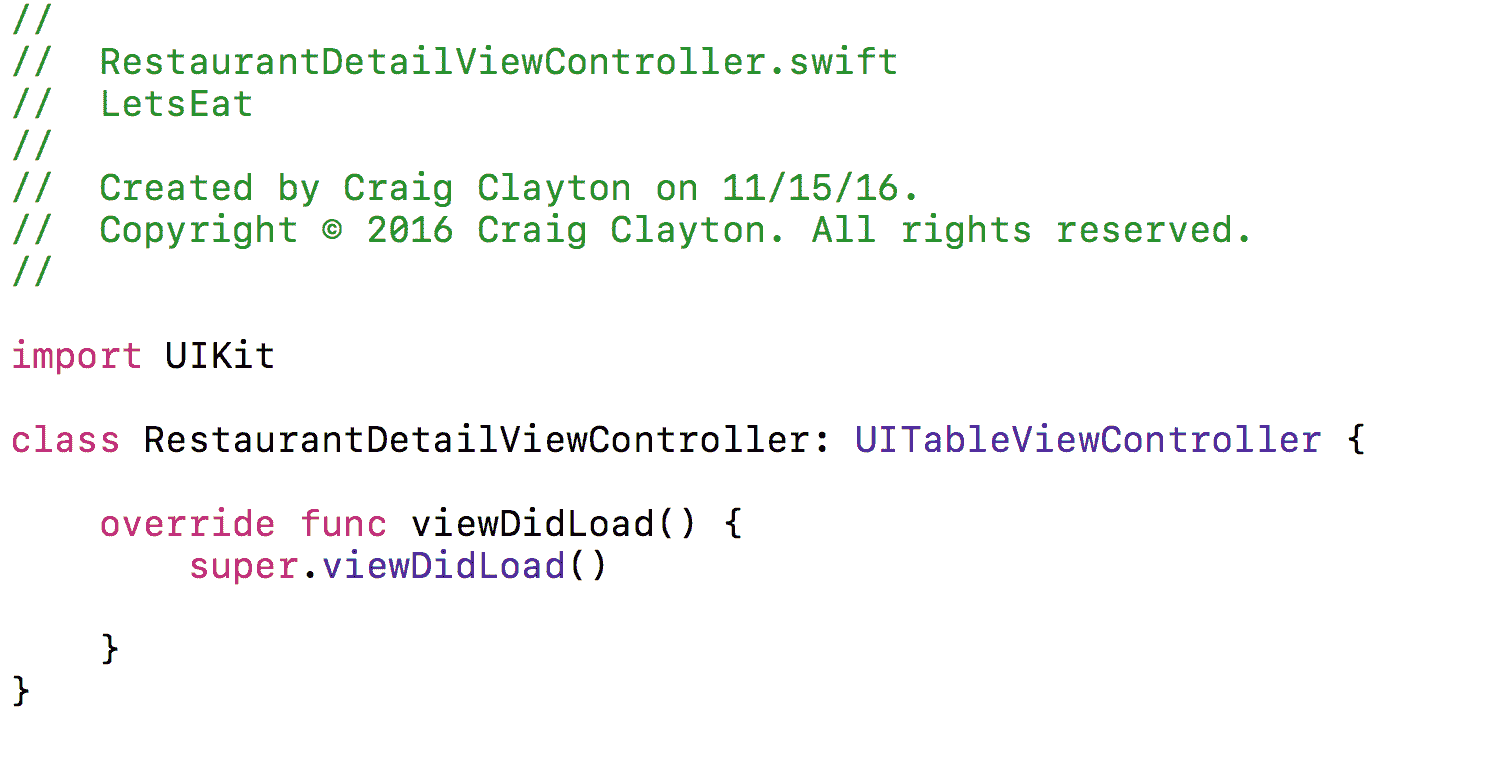 //
//  RestaurantDetailViewController.swift
//  LetsEat
//
//  Created by Craig Clayton on 11/15/16.
//  Copyright © 2016 Craig Clayton. All rights reserved.
//
import UIKit
class RestaurantDetailViewController: UITableViewController {
    override func viewDidLoad() {
        super.viewDidLoad()
    }
}